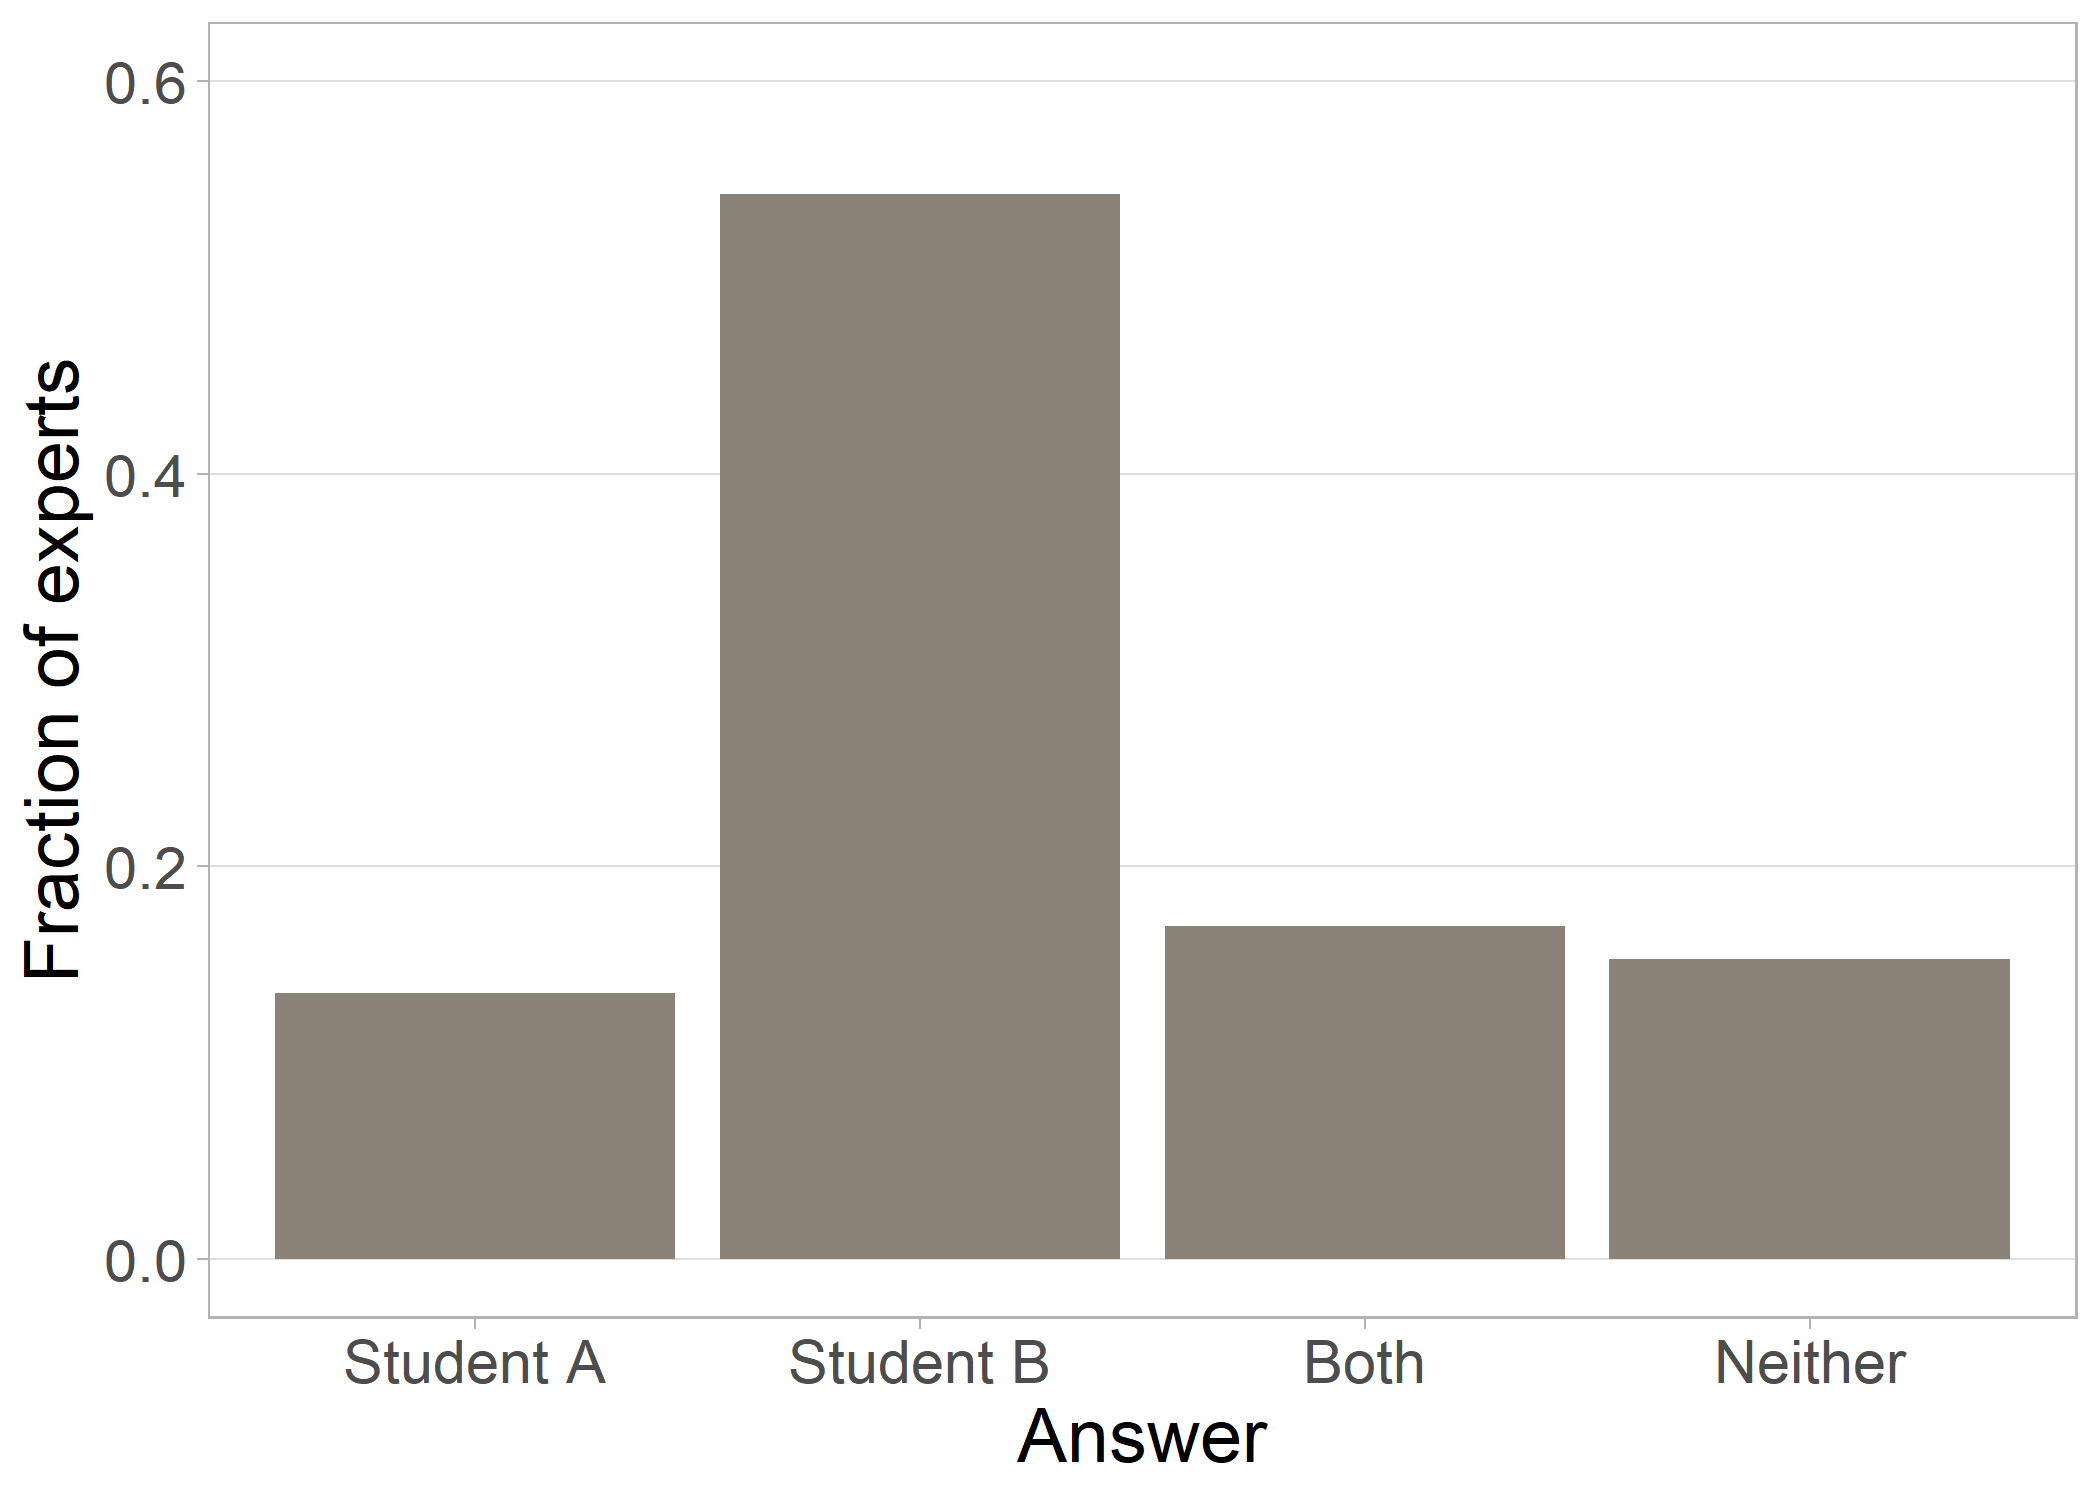 Fraction of experts
0.6
0.4
0.2
0.0
Student A
Student B
Both
Neither
Answer